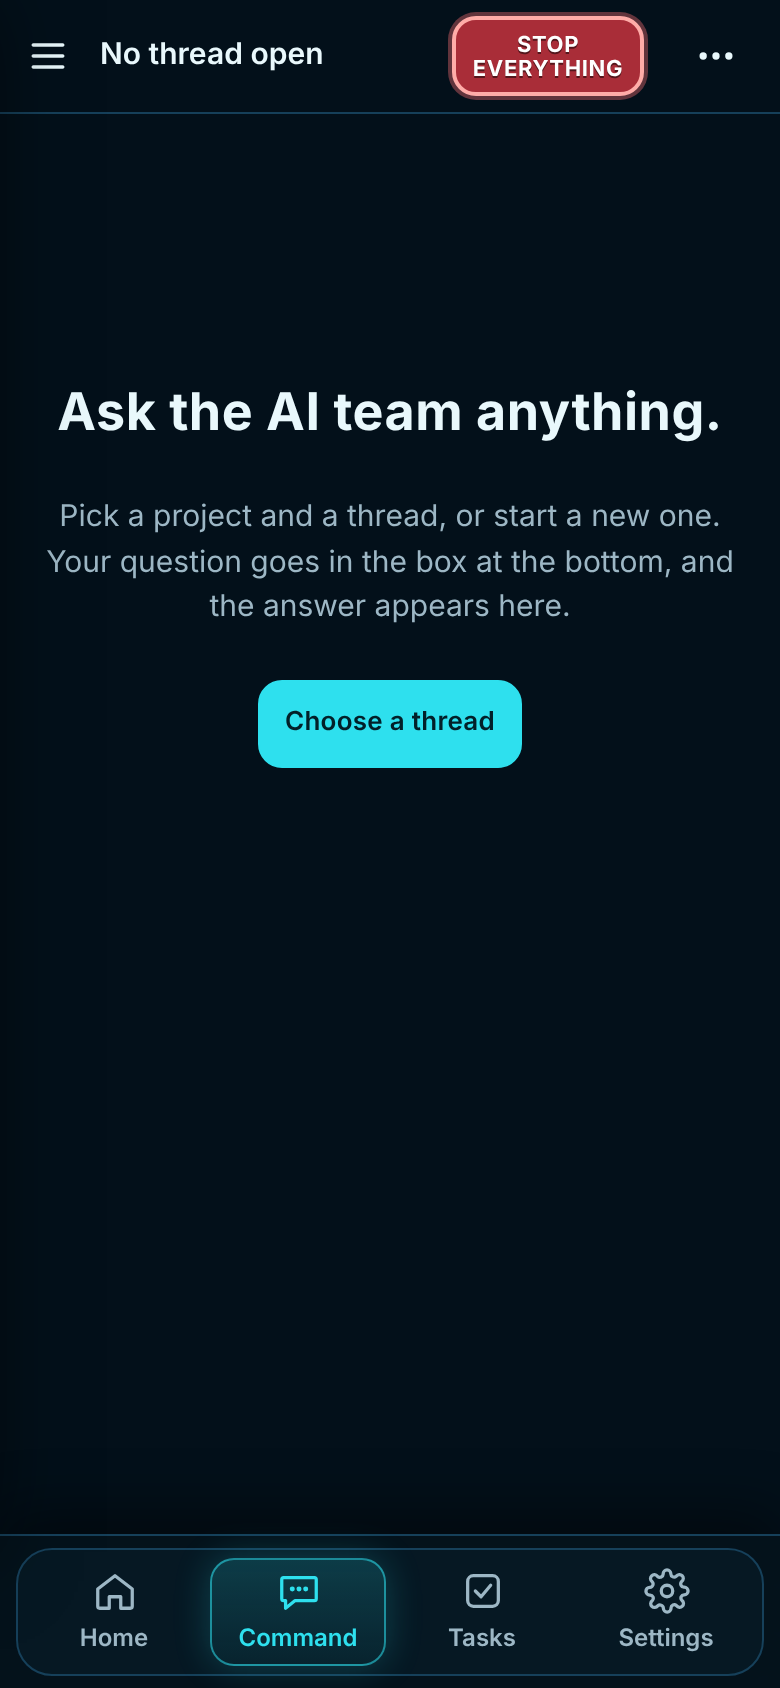 No thread open
STOP
EVERYTHING
Ask the AI team anything.
Pick a project and a thread, or start a new one.
Your question goes in the box at the bottom, and
the answer appears here.
Choose a thread
Home
Command
Tasks
Settings